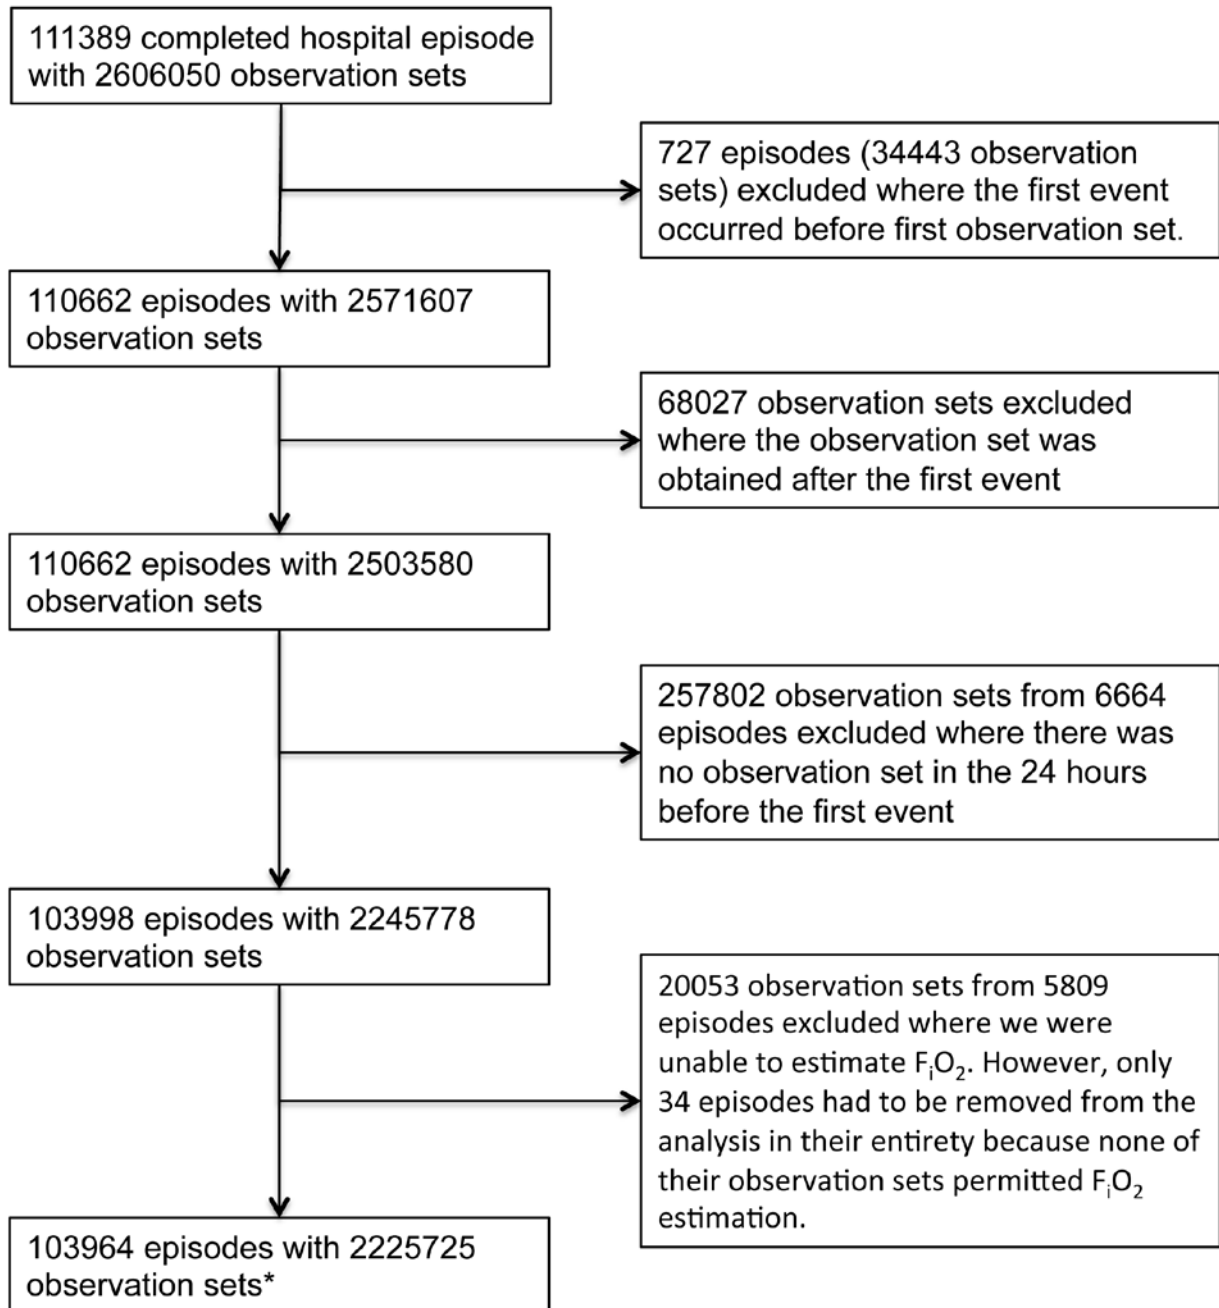 111389 completed hospital episode
with 2606050 observation sets
727 episodes (34443 observation
sets) excluded where the first event
occurred before first observation set.
110662 episodes with 2571607
observation sets
68027 observation sets excluded
where the observation set was
obtained after the first event
110662 episodes with 2503580
observation sets
257802 observation sets from 6664
episodes excluded where there was
no observation set in the 24 hours
before the first event
103998 episodes with 2245778
observation sets
20053 observation sets from 5809
episodes excluded where we were
unable to estimate FᵢO₂. However, only
34 episodes had to be removed from the
analysis in their entirety because none of
their observation sets permitted FᵢO₂
estimation.
103964 episodes with 2225725
observation sets*